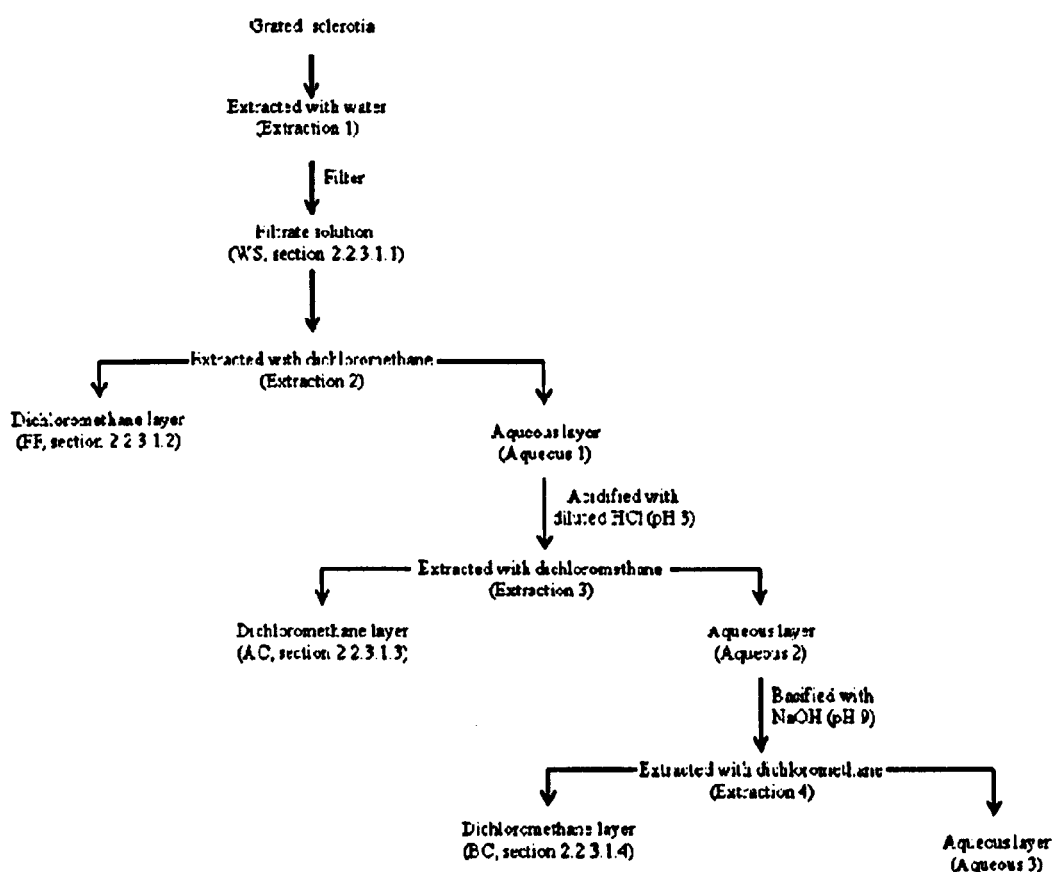 Grated sclerotia
Extracted with water
(Extraction 1)
Filter
Filtrate solution
(WS, section 2.2.3.1.1)
Extracted with dichloromethane
(Extraction 2)
Dichloromethane layer
(FF, section 2.2.3.1.2)
Aqueous layer
(Aqueous 1)
Acidified with
diluted HCl (pH 5)
Extracted with dichloromethane
(Extraction 3)
Dichloromethane layer
(AC, section 2.2.3.1.3)
Aqueous layer
(Aqueous 2)
Basified with
NaOH (pH 9)
Extracted with dichloromethane
(Extraction 4)
Dichloromethane layer
(BC, section 2.2.3.1.4)
Aqueous layer
(Aqueous 3)